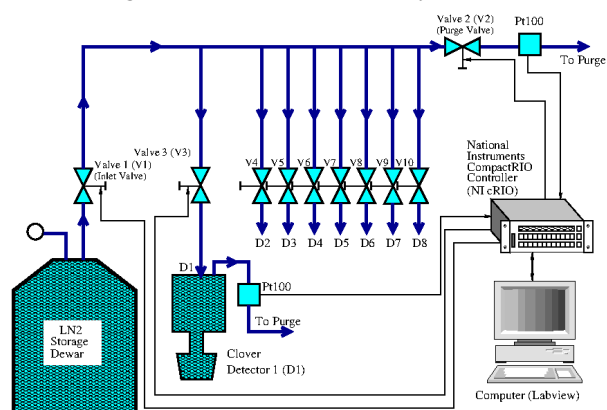 Valve 2 (V2)
(Purge Valve)
Pt100
To Purge
Valve 3 (V3)
Valve 1 (V1)
(Inlet Valve)
V4
V5
V6
V7
V8
V9
V10
National
Instruments
CompactRIO
Controller
(NI cRIO)
D2
D3
D4
D5
D6
D7
D8
D1
Pt100
To Purge
LN2
Storage
Dewar
Clover
Detector 1 (D1)
Computer (Labview)